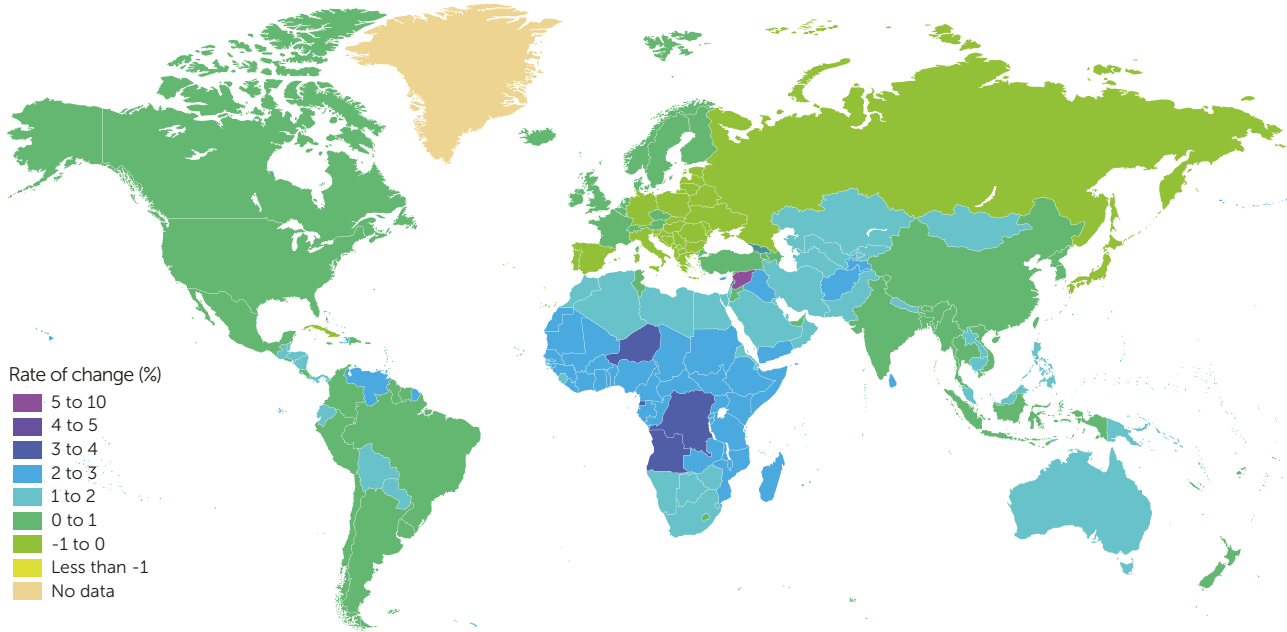 Rate of change (%)
5 to 10
4 to 5
3 to 4
2 to 3
1 to 2
0 to 1
-1 to 0
Less than -1
No data